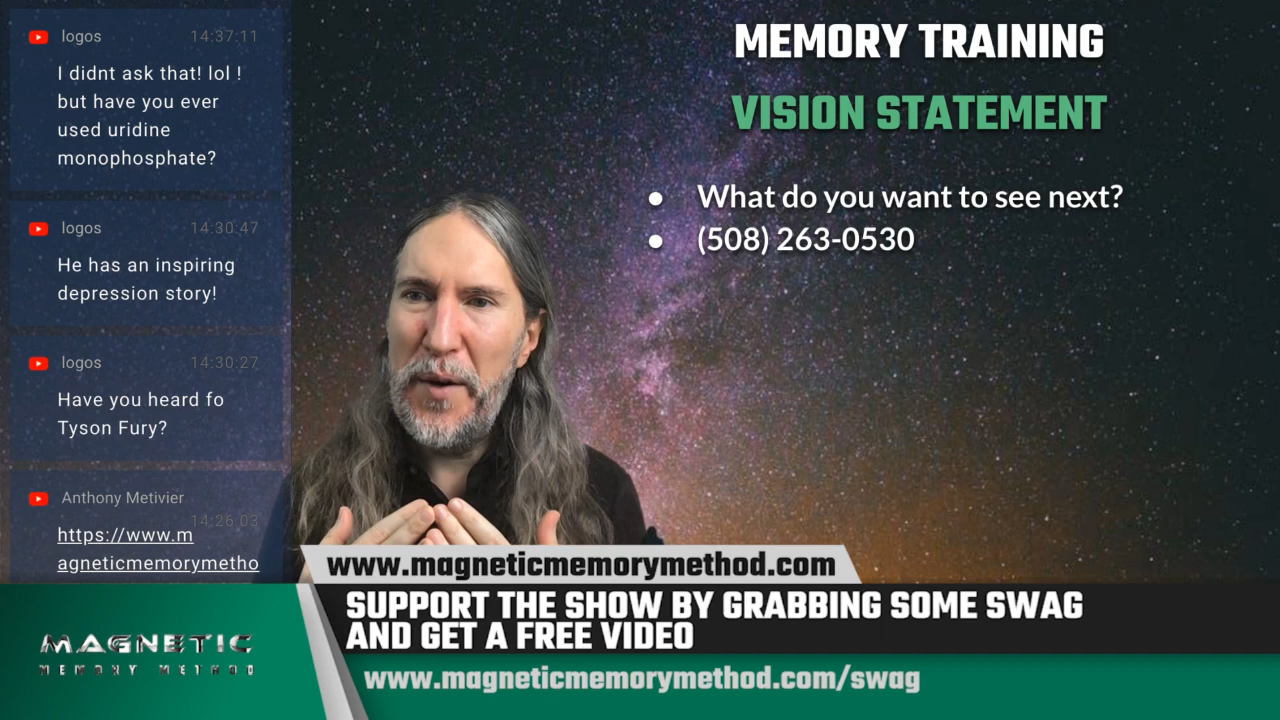 logos 14:37:11
I didnt ask that! lol !
but have you ever
used uridine
monophosphate?
logos 14:30:47
He has an inspiring
depression story!
logos 14:30:27
Have you heard fo
Tyson Fury?
Anthony Metivier
14:26:03
https://www.m
agneticmemorymetho
MEMORY TRAINING
VISION STATEMENT
• What do you want to see next?
• (508) 263-0530
www.magneticmemorymethod.com
SUPPORT THE SHOW BY GRABBING SOME SWAG
AND GET A FREE VIDEO
www.magneticmemorymethod.com/swag
MAGNETIC
MEMORY METHOD